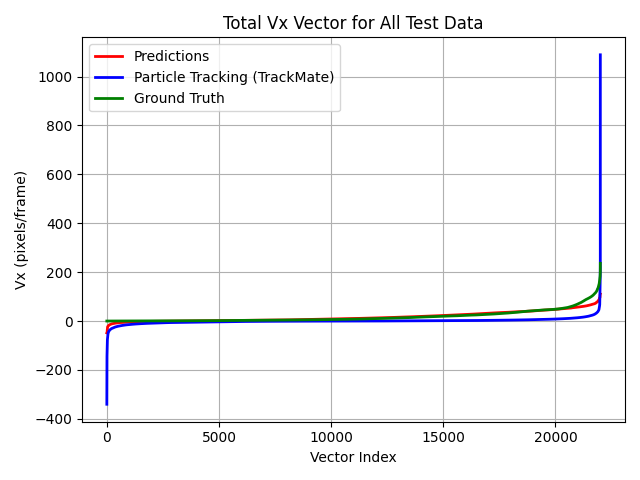 Total Vx Vector for All Test Data
Predictions
Particle Tracking (TrackMate)
Ground Truth
Vx (pixels/frame)
1000
800
600
400
200
0
−200
−400
0 5000 10000 15000 20000
Vector Index